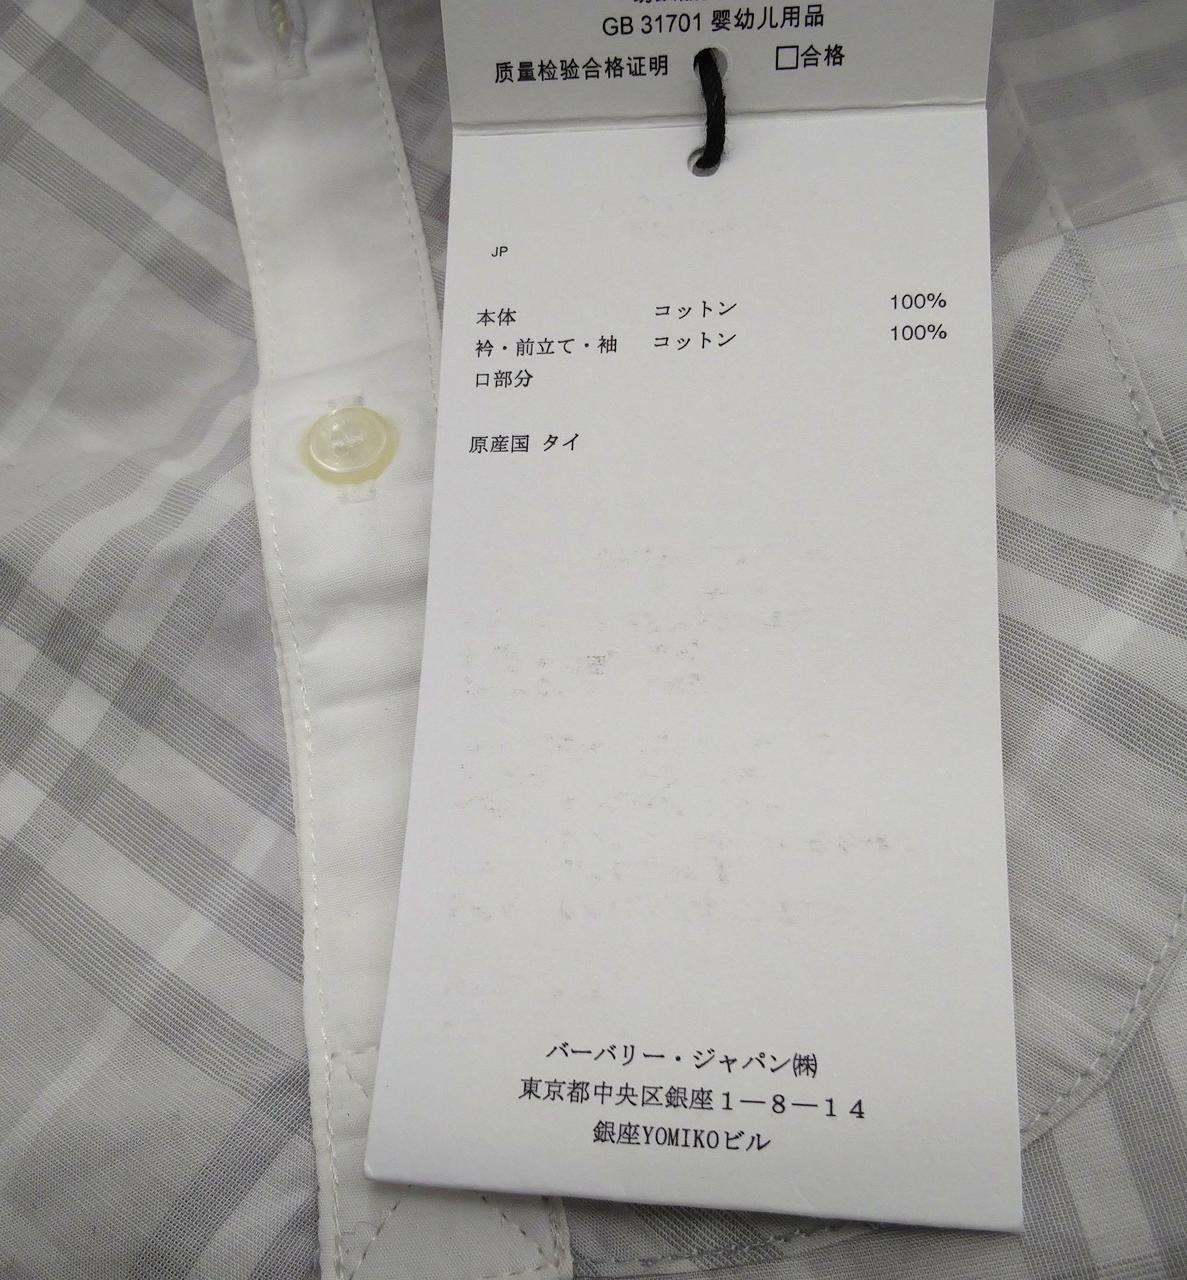 GB 31701 婴幼儿用品
质量检验合格证明 □合格
JP
本体 コットン 100%
衿・前立て・袖 コットン 100%
口部分
原産国 タイ
バーバリー・ジャパン㈱
東京都中央区銀座1－8－14
銀座YOMIKOビル